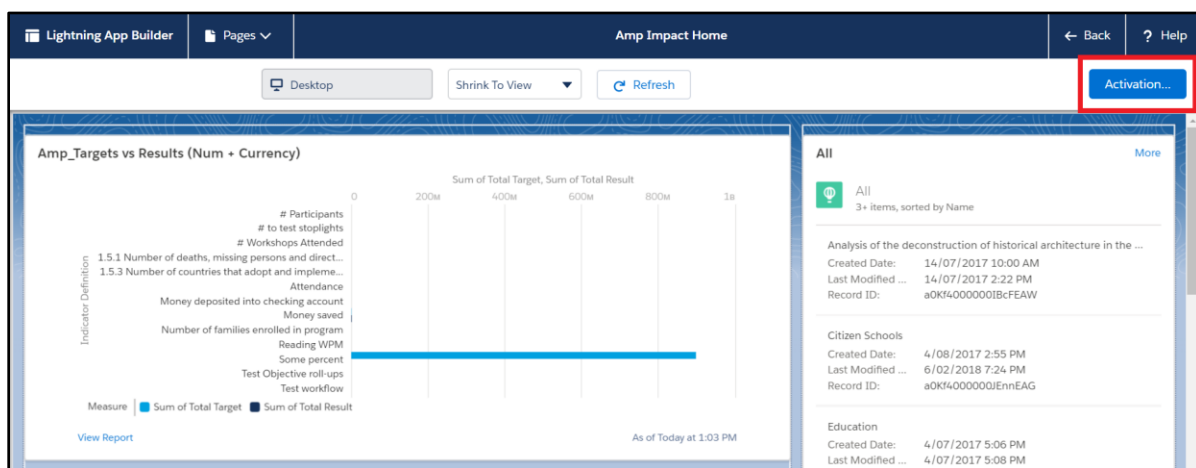 Lightning App Builder
Pages
Amp Impact Home
← Back
? Help
Desktop
Shrink To View
Refresh
Activation...
Amp_Targets vs Results (Num + Currency)
Sum of Total Target, Sum of Total Result
0 200M 400M 600M 800M 1B
Indicator Definition
# Participants
# to test stoplights
# Workshops Attended
1.5.1 Number of deaths, missing persons and direct...
1.5.3 Number of countries that adopt and impleme...
Attendance
Money deposited into checking account
Money saved
Number of families enrolled in program
Reading WPM
Some percent
Test Objective roll-ups
Test workflow
Measure Sum of Total Target Sum of Total Result
View Report
As of Today at 1:03 PM
All
More
All
3+ items, sorted by Name
Analysis of the deconstruction of historical architecture in the ...
Created Date: 14/07/2017 10:00 AM
Last Modified ... 14/07/2017 2:22 PM
Record ID: a0Kf4000000IBcFEAW
Citizen Schools
Created Date: 4/08/2017 2:55 PM
Last Modified ... 6/02/2018 7:24 PM
Record ID: a0Kf4000000JEnnEAG
Education
Created Date: 4/07/2017 5:06 PM
Last Modified ... 4/07/2017 5:08 PM